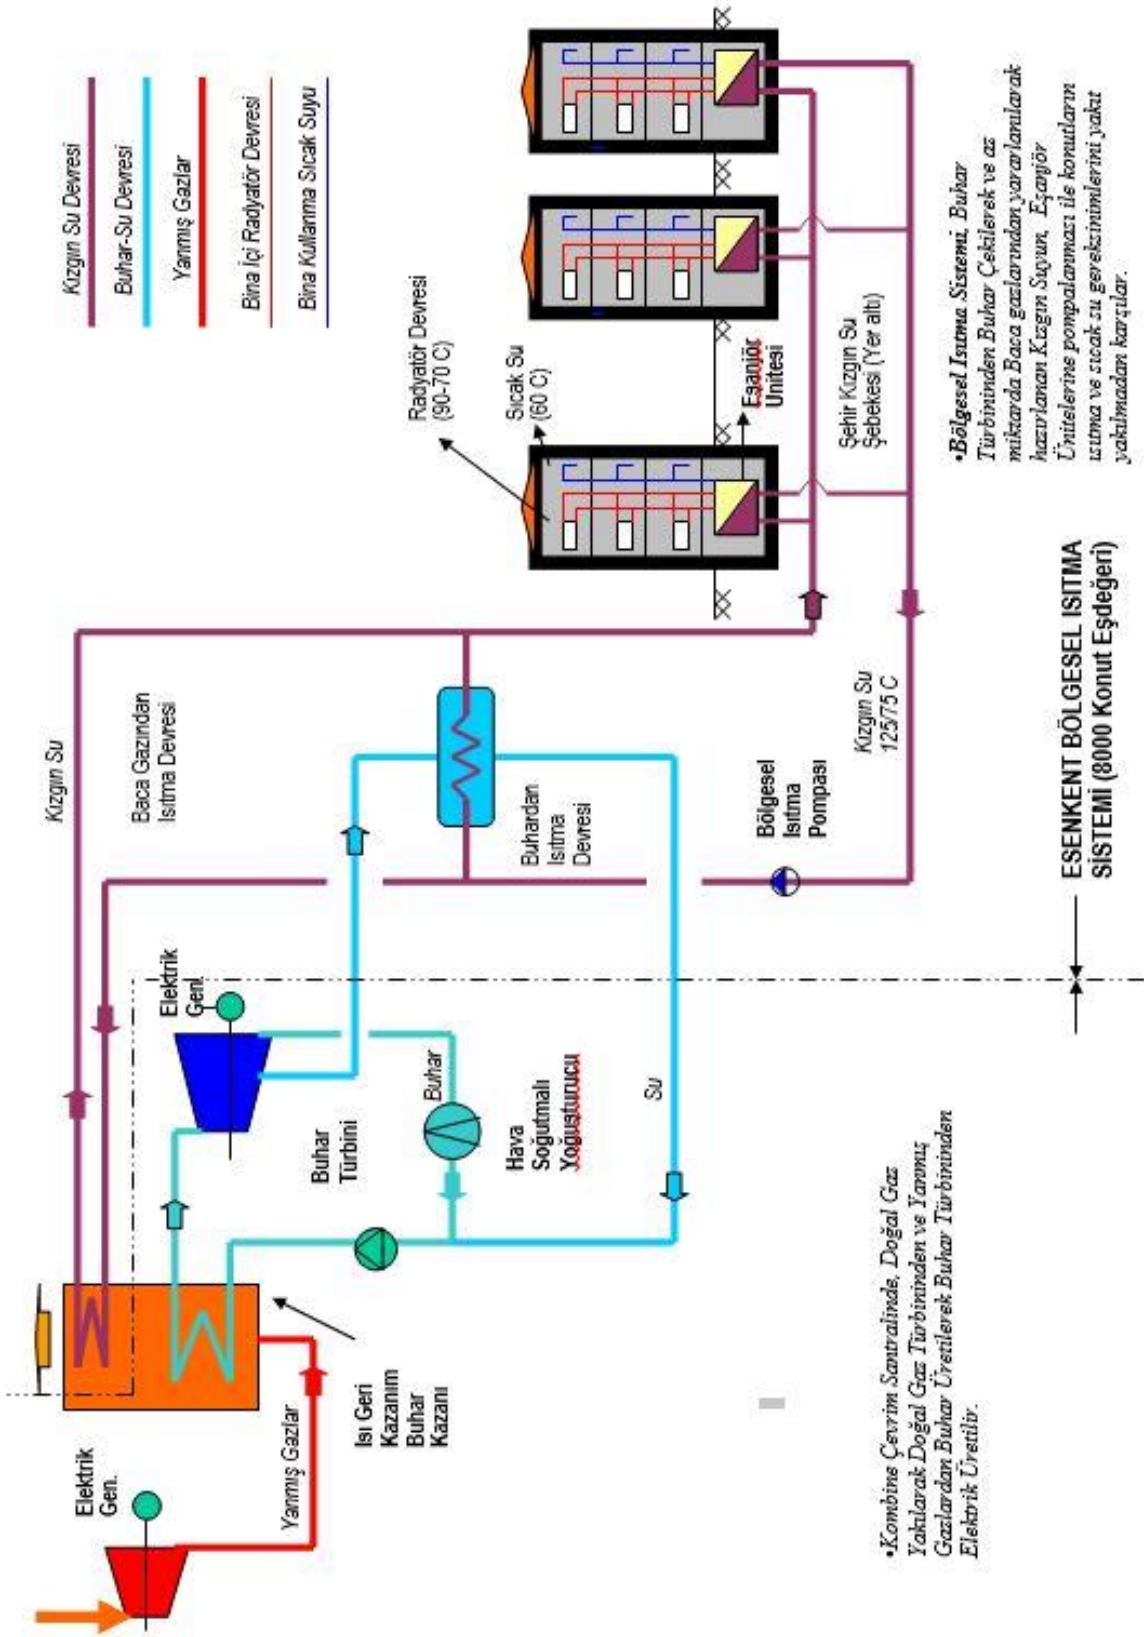 Elektrik
Gen.
Yanmış Gazlar
Isı Geri
Kazanım
Buhar
Kazanı
Elektrik
Gen.
Buhar
Türbini
Buhar
Hava
Soğutmalı
Yoğuşturucu
Su
Kızgın Su
Baca Gazından
Isıtma Devresi
Buhardan
Isıtma
Devresi
Bölgesel
Isıtma
Pompası
Kızgın Su
125/75 C
Kızgın Su Devresi
Buhar-Su Devresi
Yanmış Gazlar
Bina İçi Radyatör Devresi
Bina Kullanma Sıcak Suyu
Radyatör Devresi
(90-70 C)
Sıcak Su
(60 C)
Eşanjör
Unitesi
Şehir Kızgın Su
Şebekesi (Yer altı)
•Kombine Çevrim Santralinde, Doğal Gaz
Yakılarak Doğal Gaz Türbininden ve Yanmış
Gazlardan Buhar Üretilerek Buhar Türbininden
Elektrik Üretilir.
ESENKENT BÖLGESEL ISITMA
SİSTEMİ (8000 Konut Eşdeğeri)
•Bölgesel Isıtma Sistemi, Buhar
Türbininden Buhar Çekilerek ve az
miktarda Baca gazlarından yararlanılarak
hazırlanan Kızgın Suyun, Eşanjör
Ünitelerine pompalanması ile konutların
ısıtma ve sıcak su gereksinimlerini yakıt
yakılmadan karşılar.